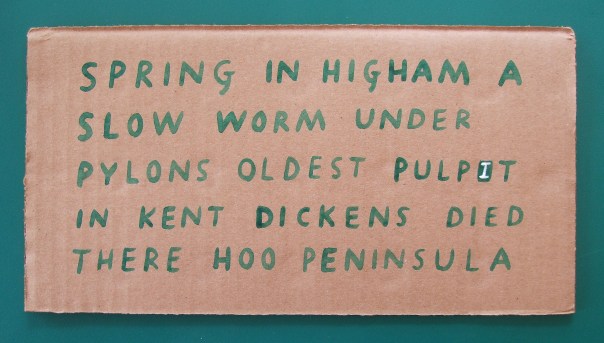 SPRING IN HIGHAM A
SLOW WORM UNDER
PYLONS OLDEST PULPIT
IN KENT DICKENS DIED
THERE HOO PENINSULA